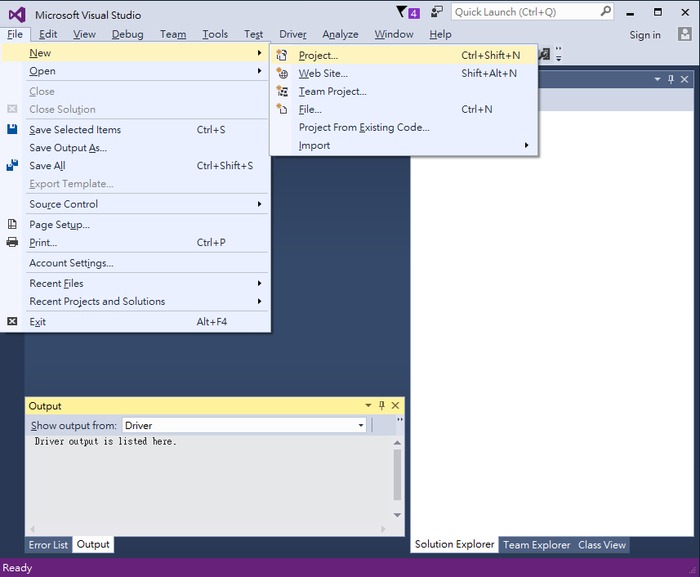 Microsoft Visual Studio
4
Quick Launch (Ctrl+Q)
File Edit View Debug Team Tools Test Driver Analyze Window Help
Sign in
New
Open
Close
Close Solution
Save Selected Items Ctrl+S
Save Output As...
Save All Ctrl+Shift+S
Export Template...
Source Control
Page Setup...
Print... Ctrl+P
Account Settings...
Recent Files
Recent Projects and Solutions
Exit Alt+F4
Project... Ctrl+Shift+N
Web Site... Shift+Alt+N
Team Project...
File... Ctrl+N
Project From Existing Code...
Import
Output
Show output from: Driver
Driver output is listed here.
Error List Output
Solution Explorer Team Explorer Class View
Ready